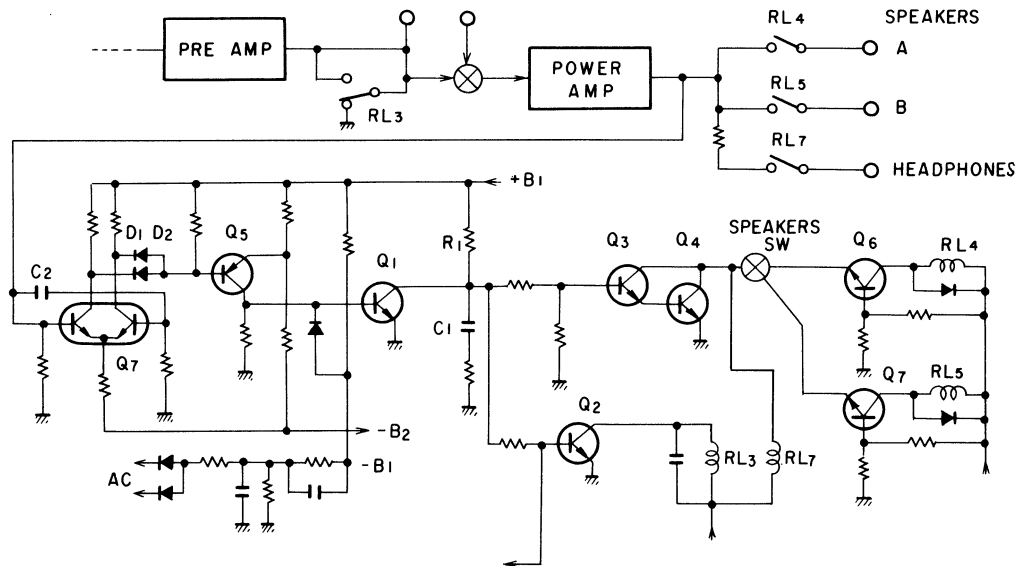 PRE AMP
RL3
POWER
AMP
RL4
SPEAKERS
A
RL5
B
RL7
HEADPHONES
+B1
D1 D2
Q5
C2
Q7
R1
Q1
C1
Q3
Q4
SPEAKERS
SW
Q6
RL4
Q7
RL5
Q2
-B2
RL3
RL7
AC
-B1